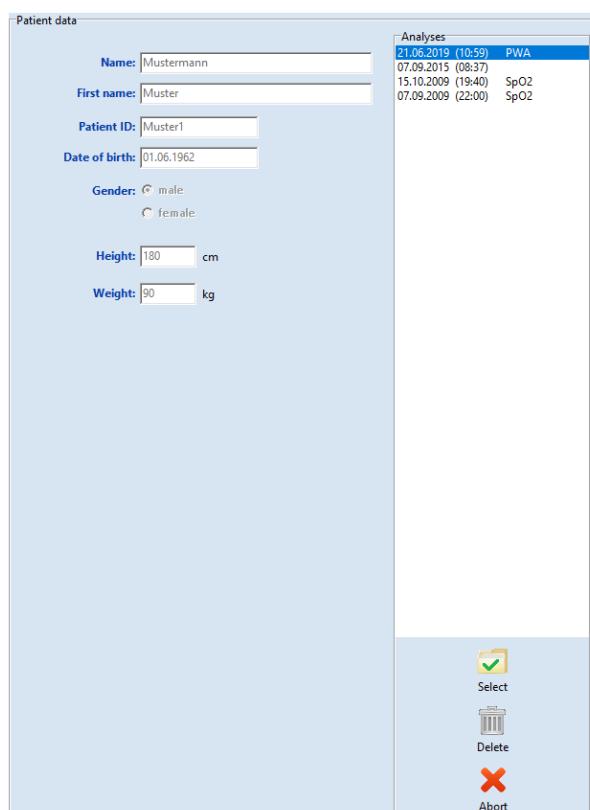 Patient data
Name: Mustermann
First name: Muster
Patient ID: Muster1
Date of birth: 01.06.1962
Gender: male
female
Height: 180 cm
Weight: 90 kg
Analyses
21.06.2019 (10:59) PWA
07.09.2015 (08:37)
15.10.2009 (19:40) SpO2
07.09.2009 (22:00) SpO2
Select
Delete
Abort